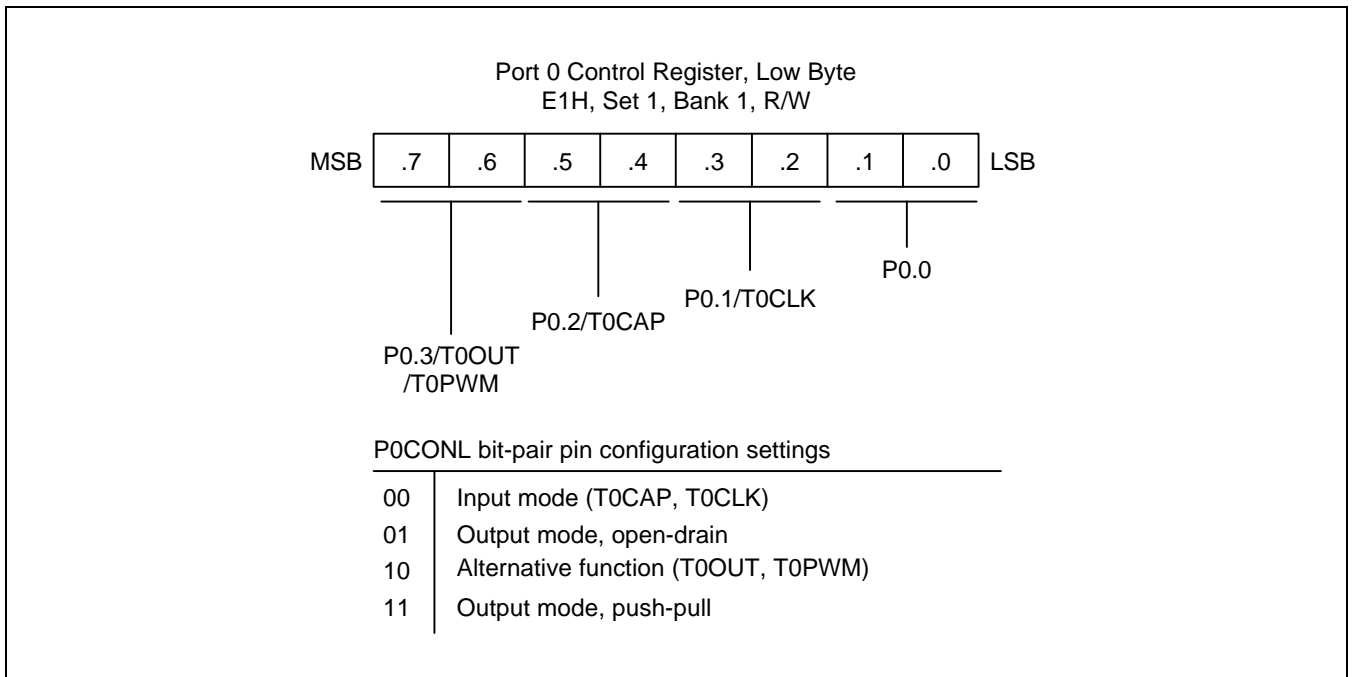 Port 0 Control Register, Low Byte
E1H, Set 1, Bank 1, R/W
MSB .7 .6 .5 .4 .3 .2 .1 .0 LSB
P0.0
P0.1/T0CLK
P0.2/T0CAP
P0.3/T0OUT
/T0PWM
P0CONL bit-pair pin configuration settings
00 Input mode (T0CAP, T0CLK)
01 Output mode, open-drain
10 Alternative function (T0OUT, T0PWM)
11 Output mode, push-pull